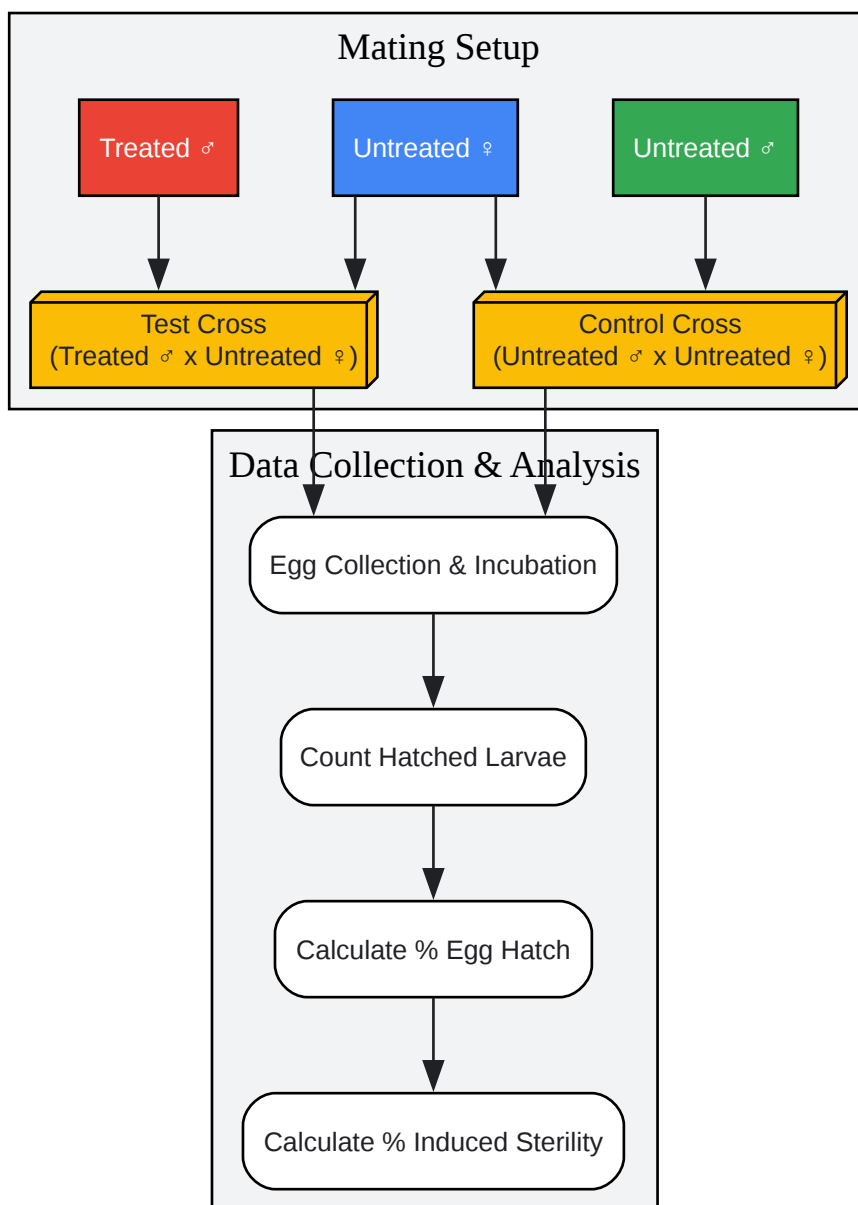 Mating Setup
Treated ♂
Untreated ♀
Untreated ♂
Test Cross
(Treated ♂ x Untreated ♀)
Control Cross
(Untreated ♂ x Untreated ♀)
Data Collection & Analysis
Egg Collection & Incubation
Count Hatched Larvae
Calculate % Egg Hatch
Calculate % Induced Sterility